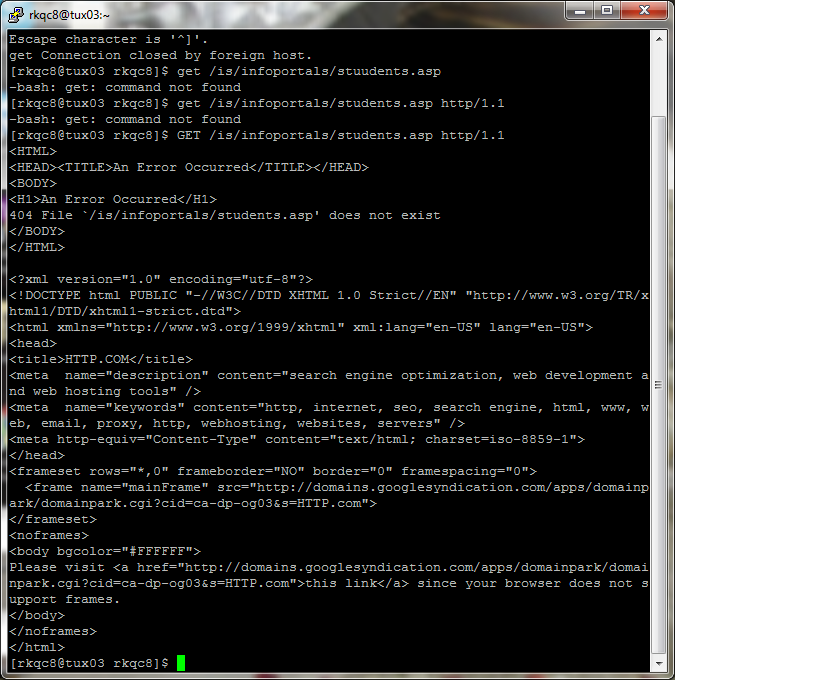 rkqc8@tux03:~
Escape character is '^]'.
get Connection closed by foreign host.
[rkqc8@tux03 rkqc8]$ get /is/infoportals/stuudents.asp
-bash: get: command not found
[rkqc8@tux03 rkqc8]$ get /is/infoportals/students.asp http/1.1
-bash: get: command not found
[rkqc8@tux03 rkqc8]$ GET /is/infoportals/students.asp http/1.1
<HTML>
<HEAD><TITLE>An Error Occurred</TITLE></HEAD>
<BODY>
<H1>An Error Occurred</H1>
404 File `/is/infoportals/students.asp' does not exist
</BODY>
</HTML>
<?xml version="1.0" encoding="utf-8"?>
<!DOCTYPE html PUBLIC "-//W3C//DTD XHTML 1.0 Strict//EN" "http://www.w3.org/TR/x
html1/DTD/xhtml1-strict.dtd">
<html xmlns="http://www.w3.org/1999/xhtml" xml:lang="en-US" lang="en-US">
<head>
<title>HTTP.COM</title>
<meta  name="description" content="search engine optimization, web development a
nd web hosting tools" />
<meta  name="keywords" content="http, internet, seo, search engine, html, www, w
eb, email, proxy, http, webhosting, websites, servers" />
<meta http-equiv="Content-Type" content="text/html; charset=iso-8859-1">
</head>
<frameset rows="*,0" frameborder="NO" border="0" framespacing="0">
  <frame name="mainFrame" src="http://domains.googlesyndication.com/apps/domainp
ark/domainpark.cgi?cid=ca-dp-og03&s=HTTP.com">
</frameset>
<noframes>
<body bgcolor="#FFFFFF">
Please visit <a href="http://domains.googlesyndication.com/apps/domainpark/domai
npark.cgi?cid=ca-dp-og03&s=HTTP.com">this link</a> since your browser does not s
upport frames.
</body>
</noframes>
</html>
[rkqc8@tux03 rkqc8]$